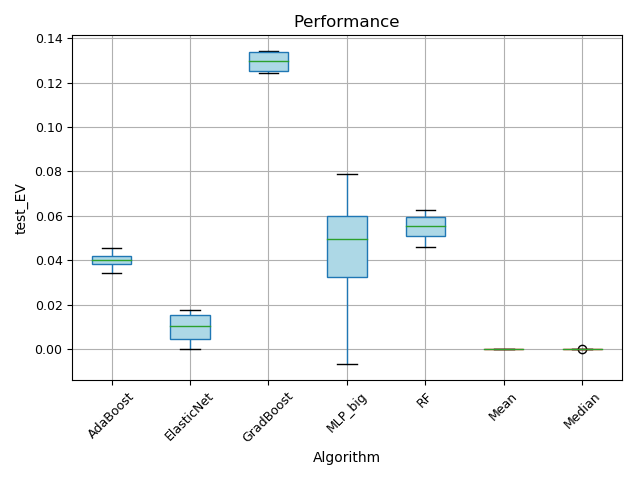 Performance
test_EV
0.14
0.12
0.10
0.08
0.06
0.04
0.02
0.00
AdaBoost
ElasticNet
GradBoost
MLP_big
RF
Mean
Median
Algorithm